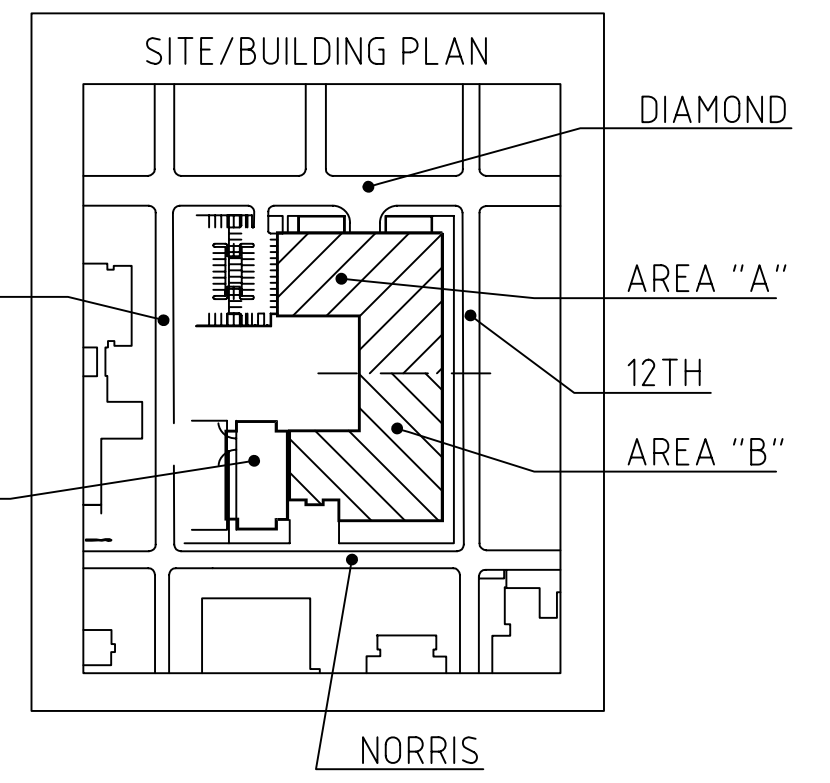 SITE/BUILDING PLAN
DIAMOND
AREA "A"
12TH
AREA "B"
NORRIS